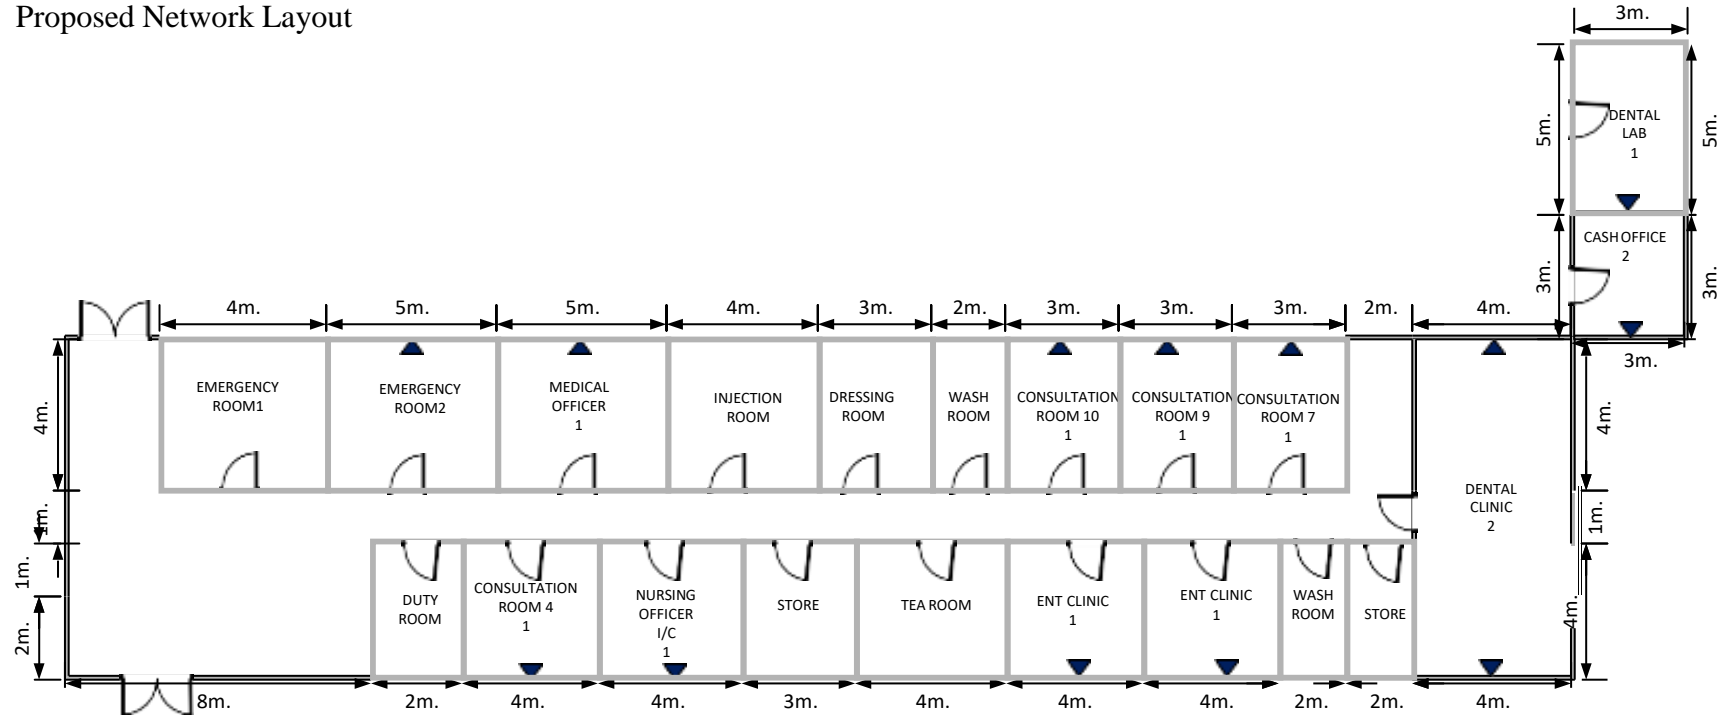 Proposed Network Layout
3m.
5m.
5m.
DENTAL
LAB
1
CASH OFFICE
2
3m.
3m.
3m.
4m.
5m.
5m.
4m.
3m.
2m.
3m.
3m.
3m.
2m.
4m.
EMERGENCY
ROOM1
EMERGENCY
ROOM2
MEDICAL
OFFICER
1
INJECTION
ROOM
DRESSING
ROOM
WASH
ROOM
CONSULTATION
ROOM 10
1
CONSULTATION
ROOM 9
1
CONSULTATION
ROOM 7
1
4m.
4m.
1m.
1m.
DENTAL
CLINIC
2
1m.
2m.
4m.
DUTY
ROOM
CONSULTATION
ROOM 4
1
NURSING
OFFICER
I/C
1
STORE
TEA ROOM
ENT CLINIC
1
ENT CLINIC
1
WASH
ROOM
STORE
8m.
2m.
4m.
4m.
3m.
4m.
4m.
4m.
2m.
2m.
4m.